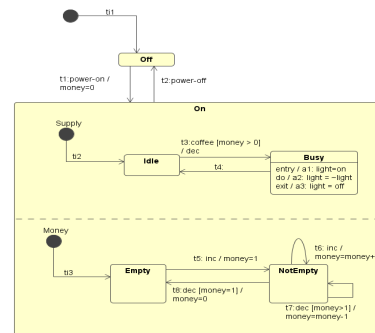 ti1
Off
t1:power-on /
money=0
t2:power-off
On
Supply
ti2
Idle
t3:coffee [money > 0]
/ dec
t4:
Busy
entry / a1: light=on
do / a2: light = ~light
exit / a3: light = off
Money
ti3
Empty
t5: inc / money=1
t8:dec [money=1] /
money=0
NotEmpty
t6: inc /
money=money+
t7:dec [money>1] /
money=money-1